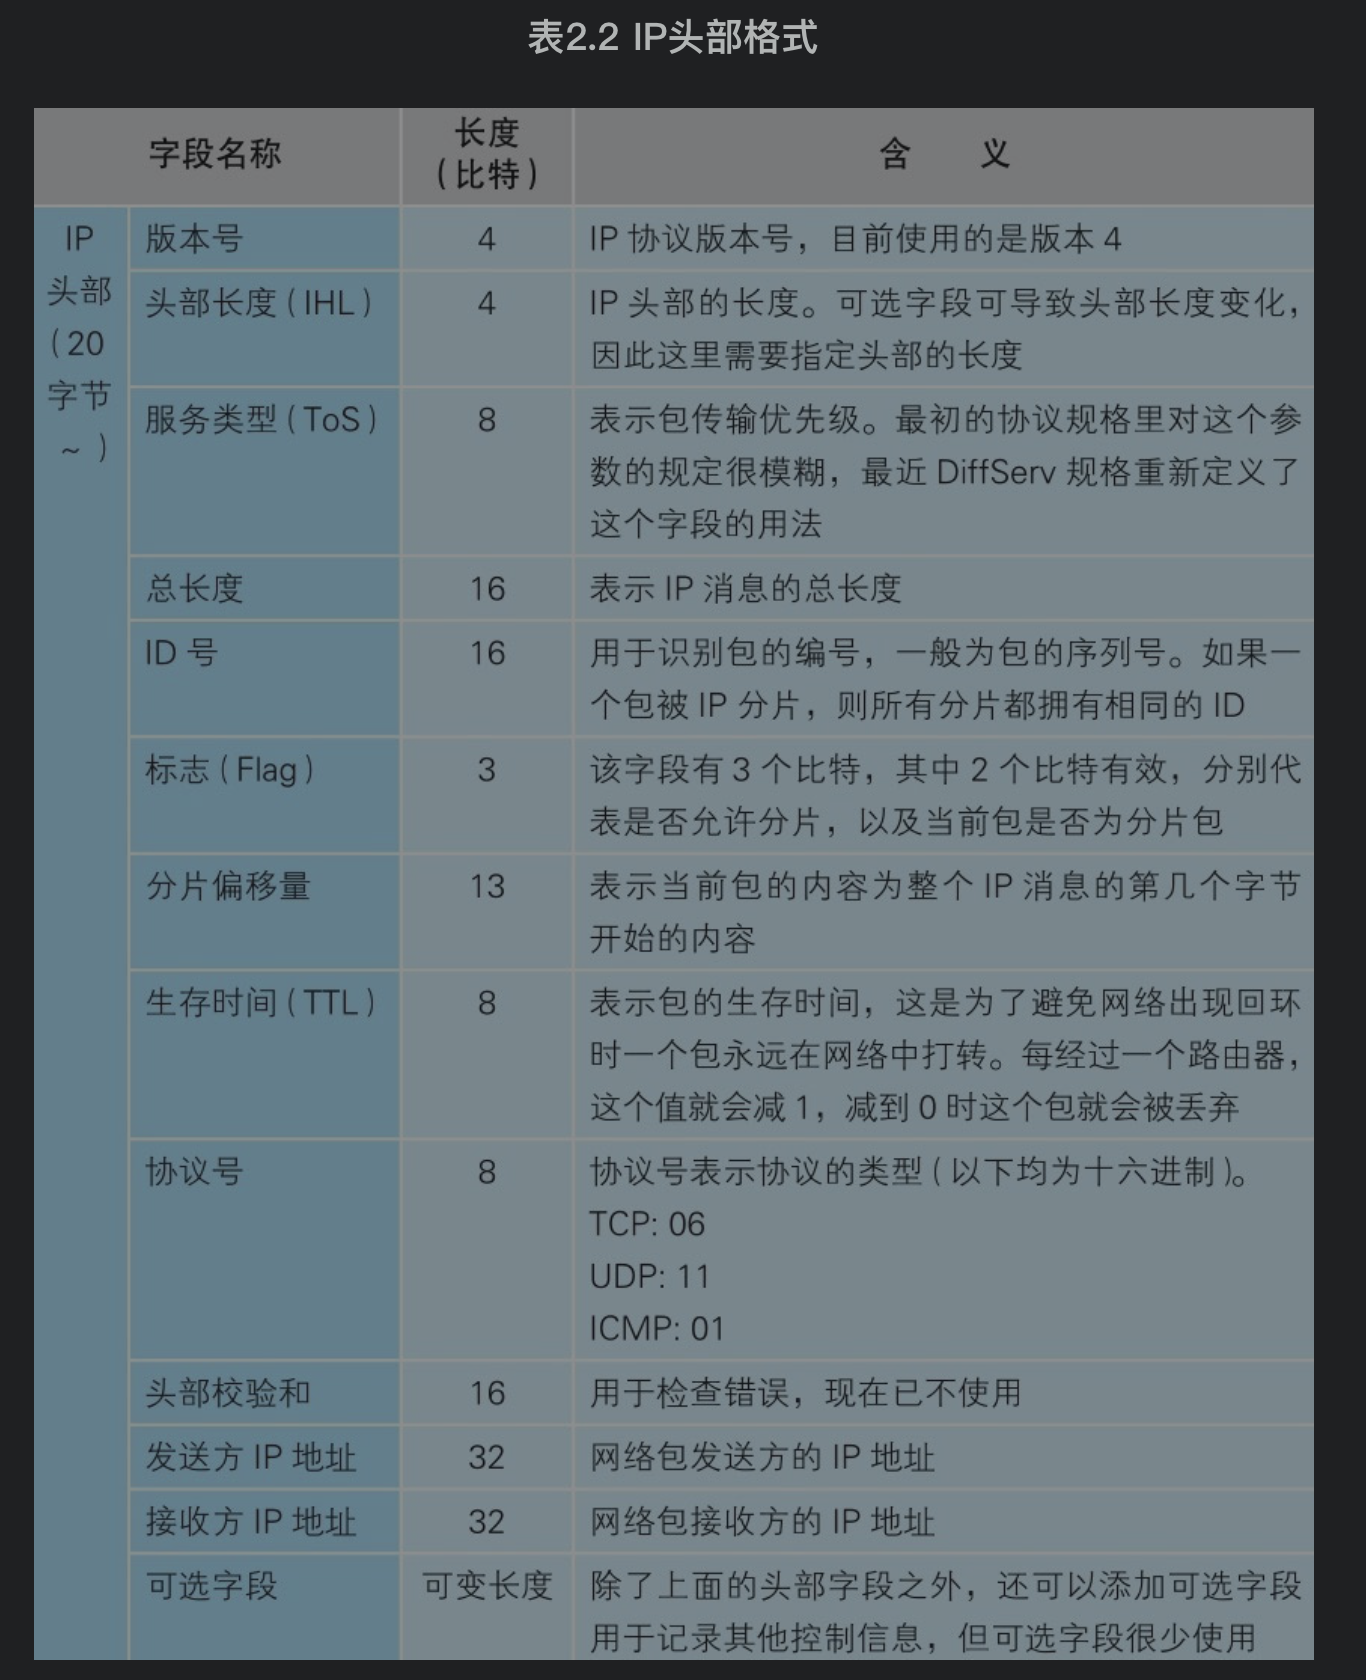 表2.2 IP头部格式
字段名称
长度
（比特）
含 义
IP
头部
（20
字节
～）
版本号
4
IP 协议版本号，目前使用的是版本 4
头部长度（IHL）
4
IP 头部的长度。可选字段可导致头部长度变化，
因此这里需要指定头部的长度
服务类型（ToS）
8
表示包传输优先级。最初的协议规格里对这个参
数的规定很模糊，最近 DiffServ 规格重新定义了
这个字段的用法
总长度
16
表示 IP 消息的总长度
ID 号
16
用于识别包的编号，一般为包的序列号。如果一
个包被 IP 分片，则所有分片都拥有相同的 ID
标志（Flag）
3
该字段有 3 个比特，其中 2 个比特有效，分别代
表是否允许分片，以及当前包是否为分片包
分片偏移量
13
表示当前包的内容为整个 IP 消息的第几个字节
开始的内容
生存时间（TTL）
8
表示包的生存时间，这是为了避免网络出现回环
时一个包永远在网络中打转。每经过一个路由器，
这个值就会减 1，减到 0 时这个包就会被丢弃
协议号
8
协议号表示协议的类型（以下均为十六进制）。
TCP: 06
UDP: 11
ICMP: 01
头部校验和
16
用于检查错误，现在已不使用
发送方 IP 地址
32
网络包发送方的 IP 地址
接收方 IP 地址
32
网络包接收方的 IP 地址
可选字段
可变长度
除了上面的头部字段之外，还可以添加可选字段
用于记录其他控制信息，但可选字段很少使用